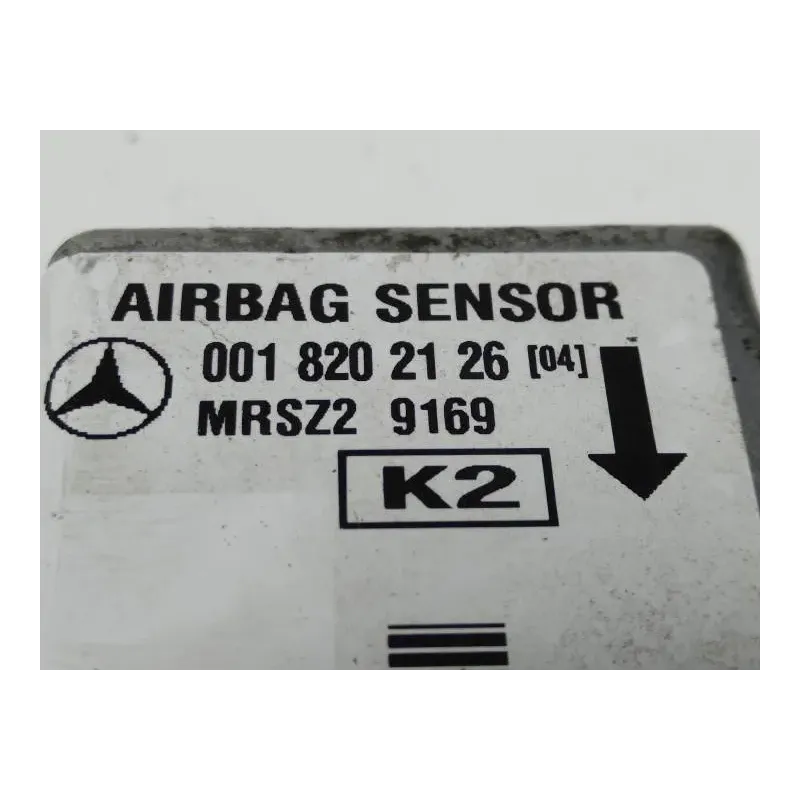 AIRBAG SENSOR
001 820 21 26 [04]
MRSZ2 9169
K2